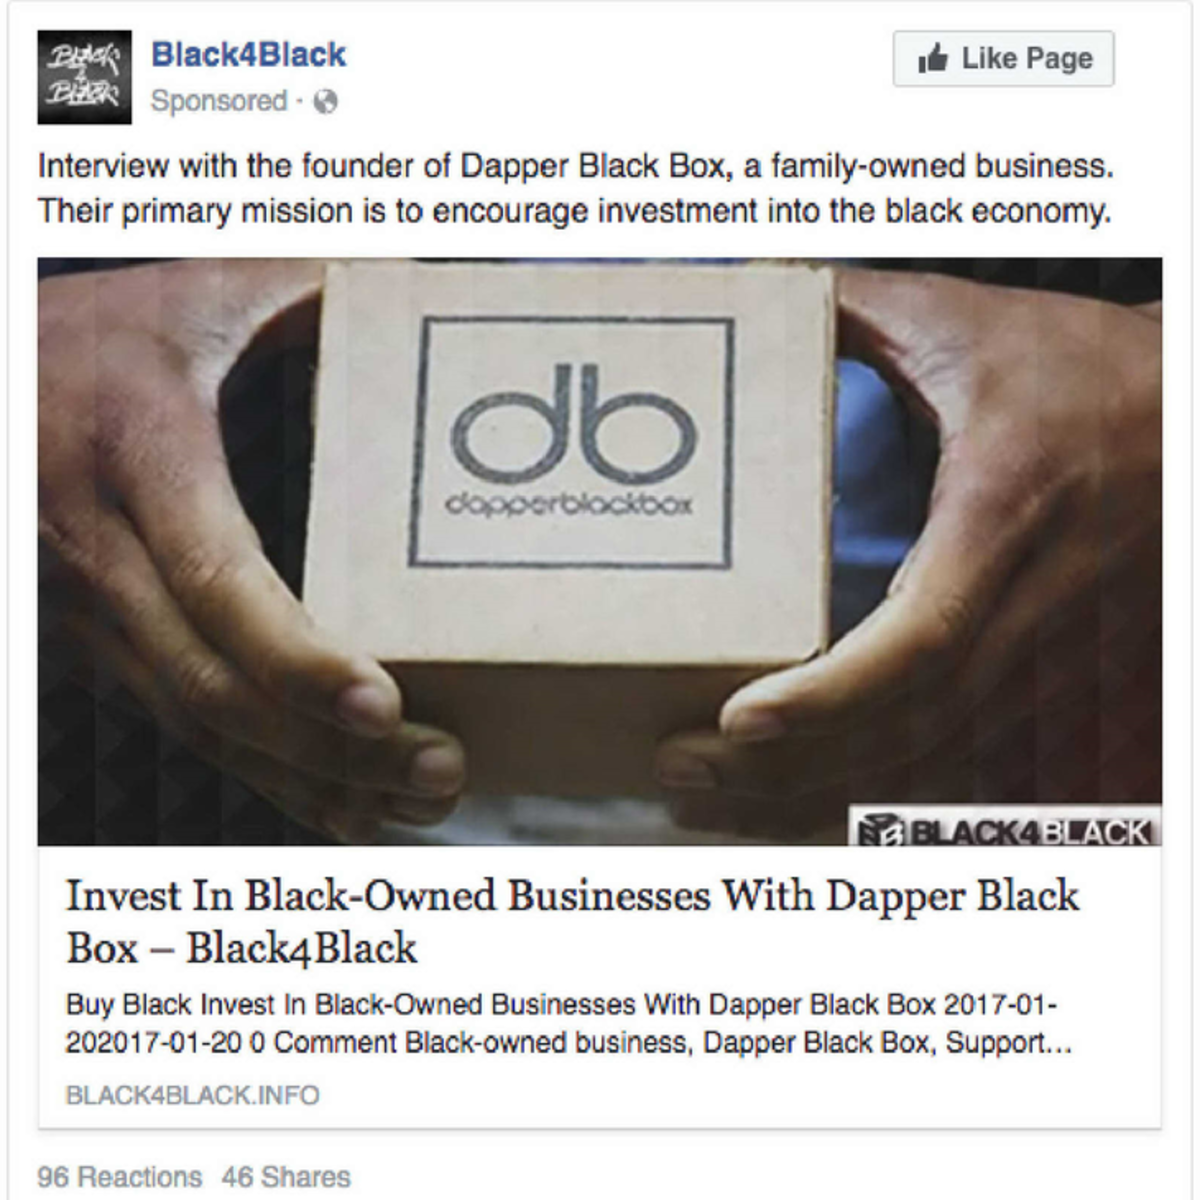 BLACK
4
BLACK
Black4Black
Sponsored ·
Like Page
Interview with the founder of Dapper Black Box, a family-owned business.
Their primary mission is to encourage investment into the black economy.
db
dapperblackbox
BLACK4BLACK
Invest In Black-Owned Businesses With Dapper Black
Box – Black4Black
Buy Black Invest In Black-Owned Businesses With Dapper Black Box 2017-01-
202017-01-20 0 Comment Black-owned business, Dapper Black Box, Support...
BLACK4BLACK.INFO
96 Reactions 46 Shares